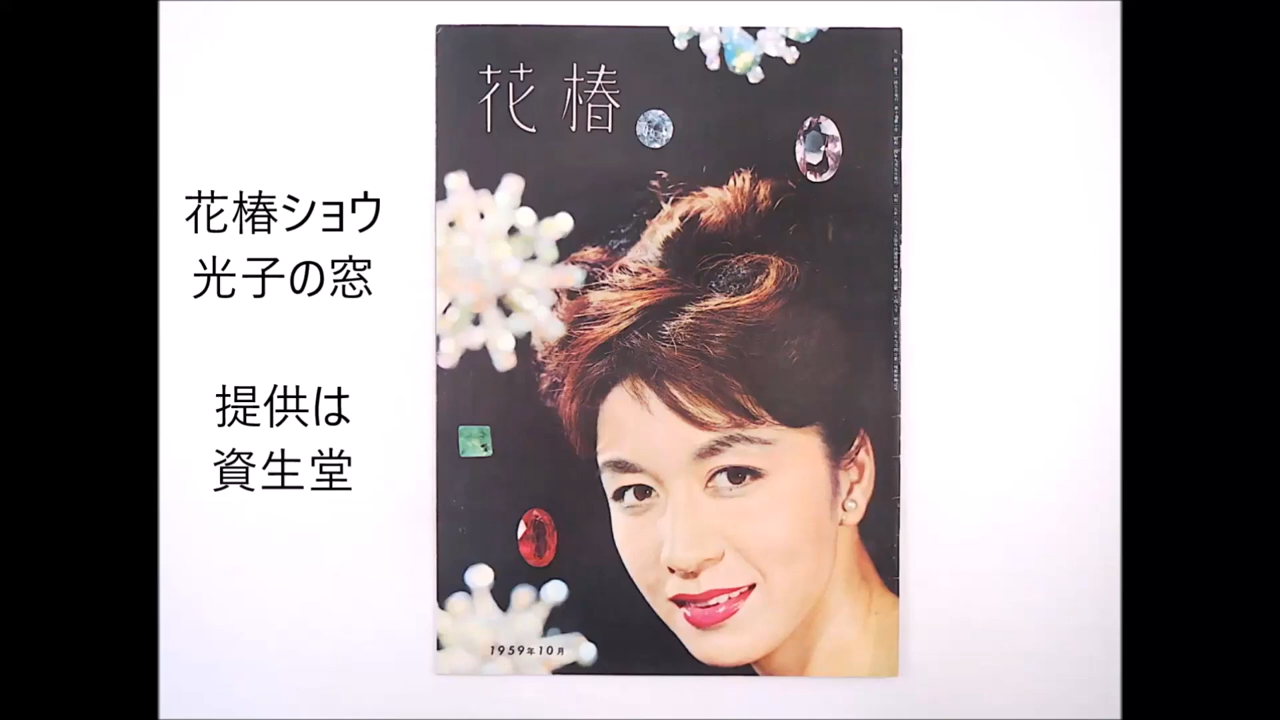 花椿ショウ
光子の窓
提供は
資生堂
花椿
1959年10月